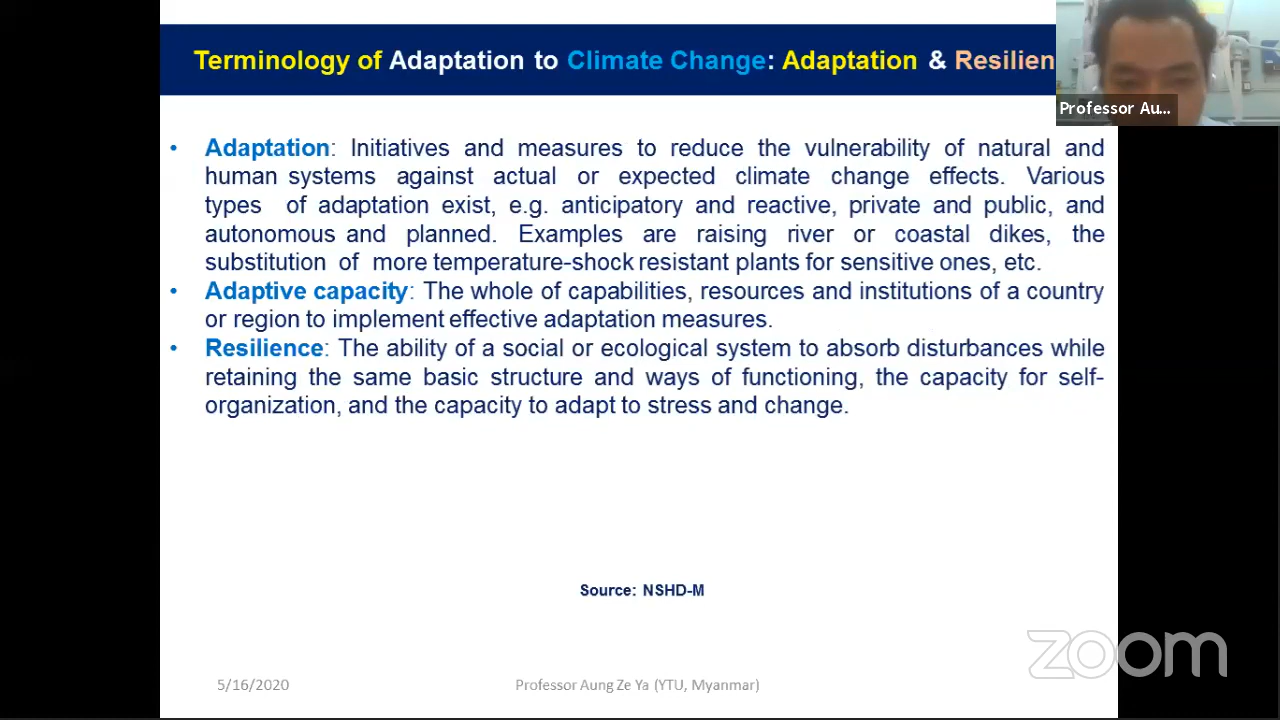 Terminology of Adaptation to Climate Change: Adaptation & Resilien
Professor Au...
• Adaptation: Initiatives and measures to reduce the vulnerability of natural and
human systems against actual or expected climate change effects. Various
types of adaptation exist, e.g. anticipatory and reactive, private and public, and
autonomous and planned. Examples are raising river or coastal dikes, the
substitution of more temperature-shock resistant plants for sensitive ones, etc.
• Adaptive capacity: The whole of capabilities, resources and institutions of a country
or region to implement effective adaptation measures.
• Resilience: The ability of a social or ecological system to absorb disturbances while
retaining the same basic structure and ways of functioning, the capacity for self-
organization, and the capacity to adapt to stress and change.
Source: NSHD-M
zoom
5/16/2020 Professor Aung Ze Ya (YTU, Myanmar)